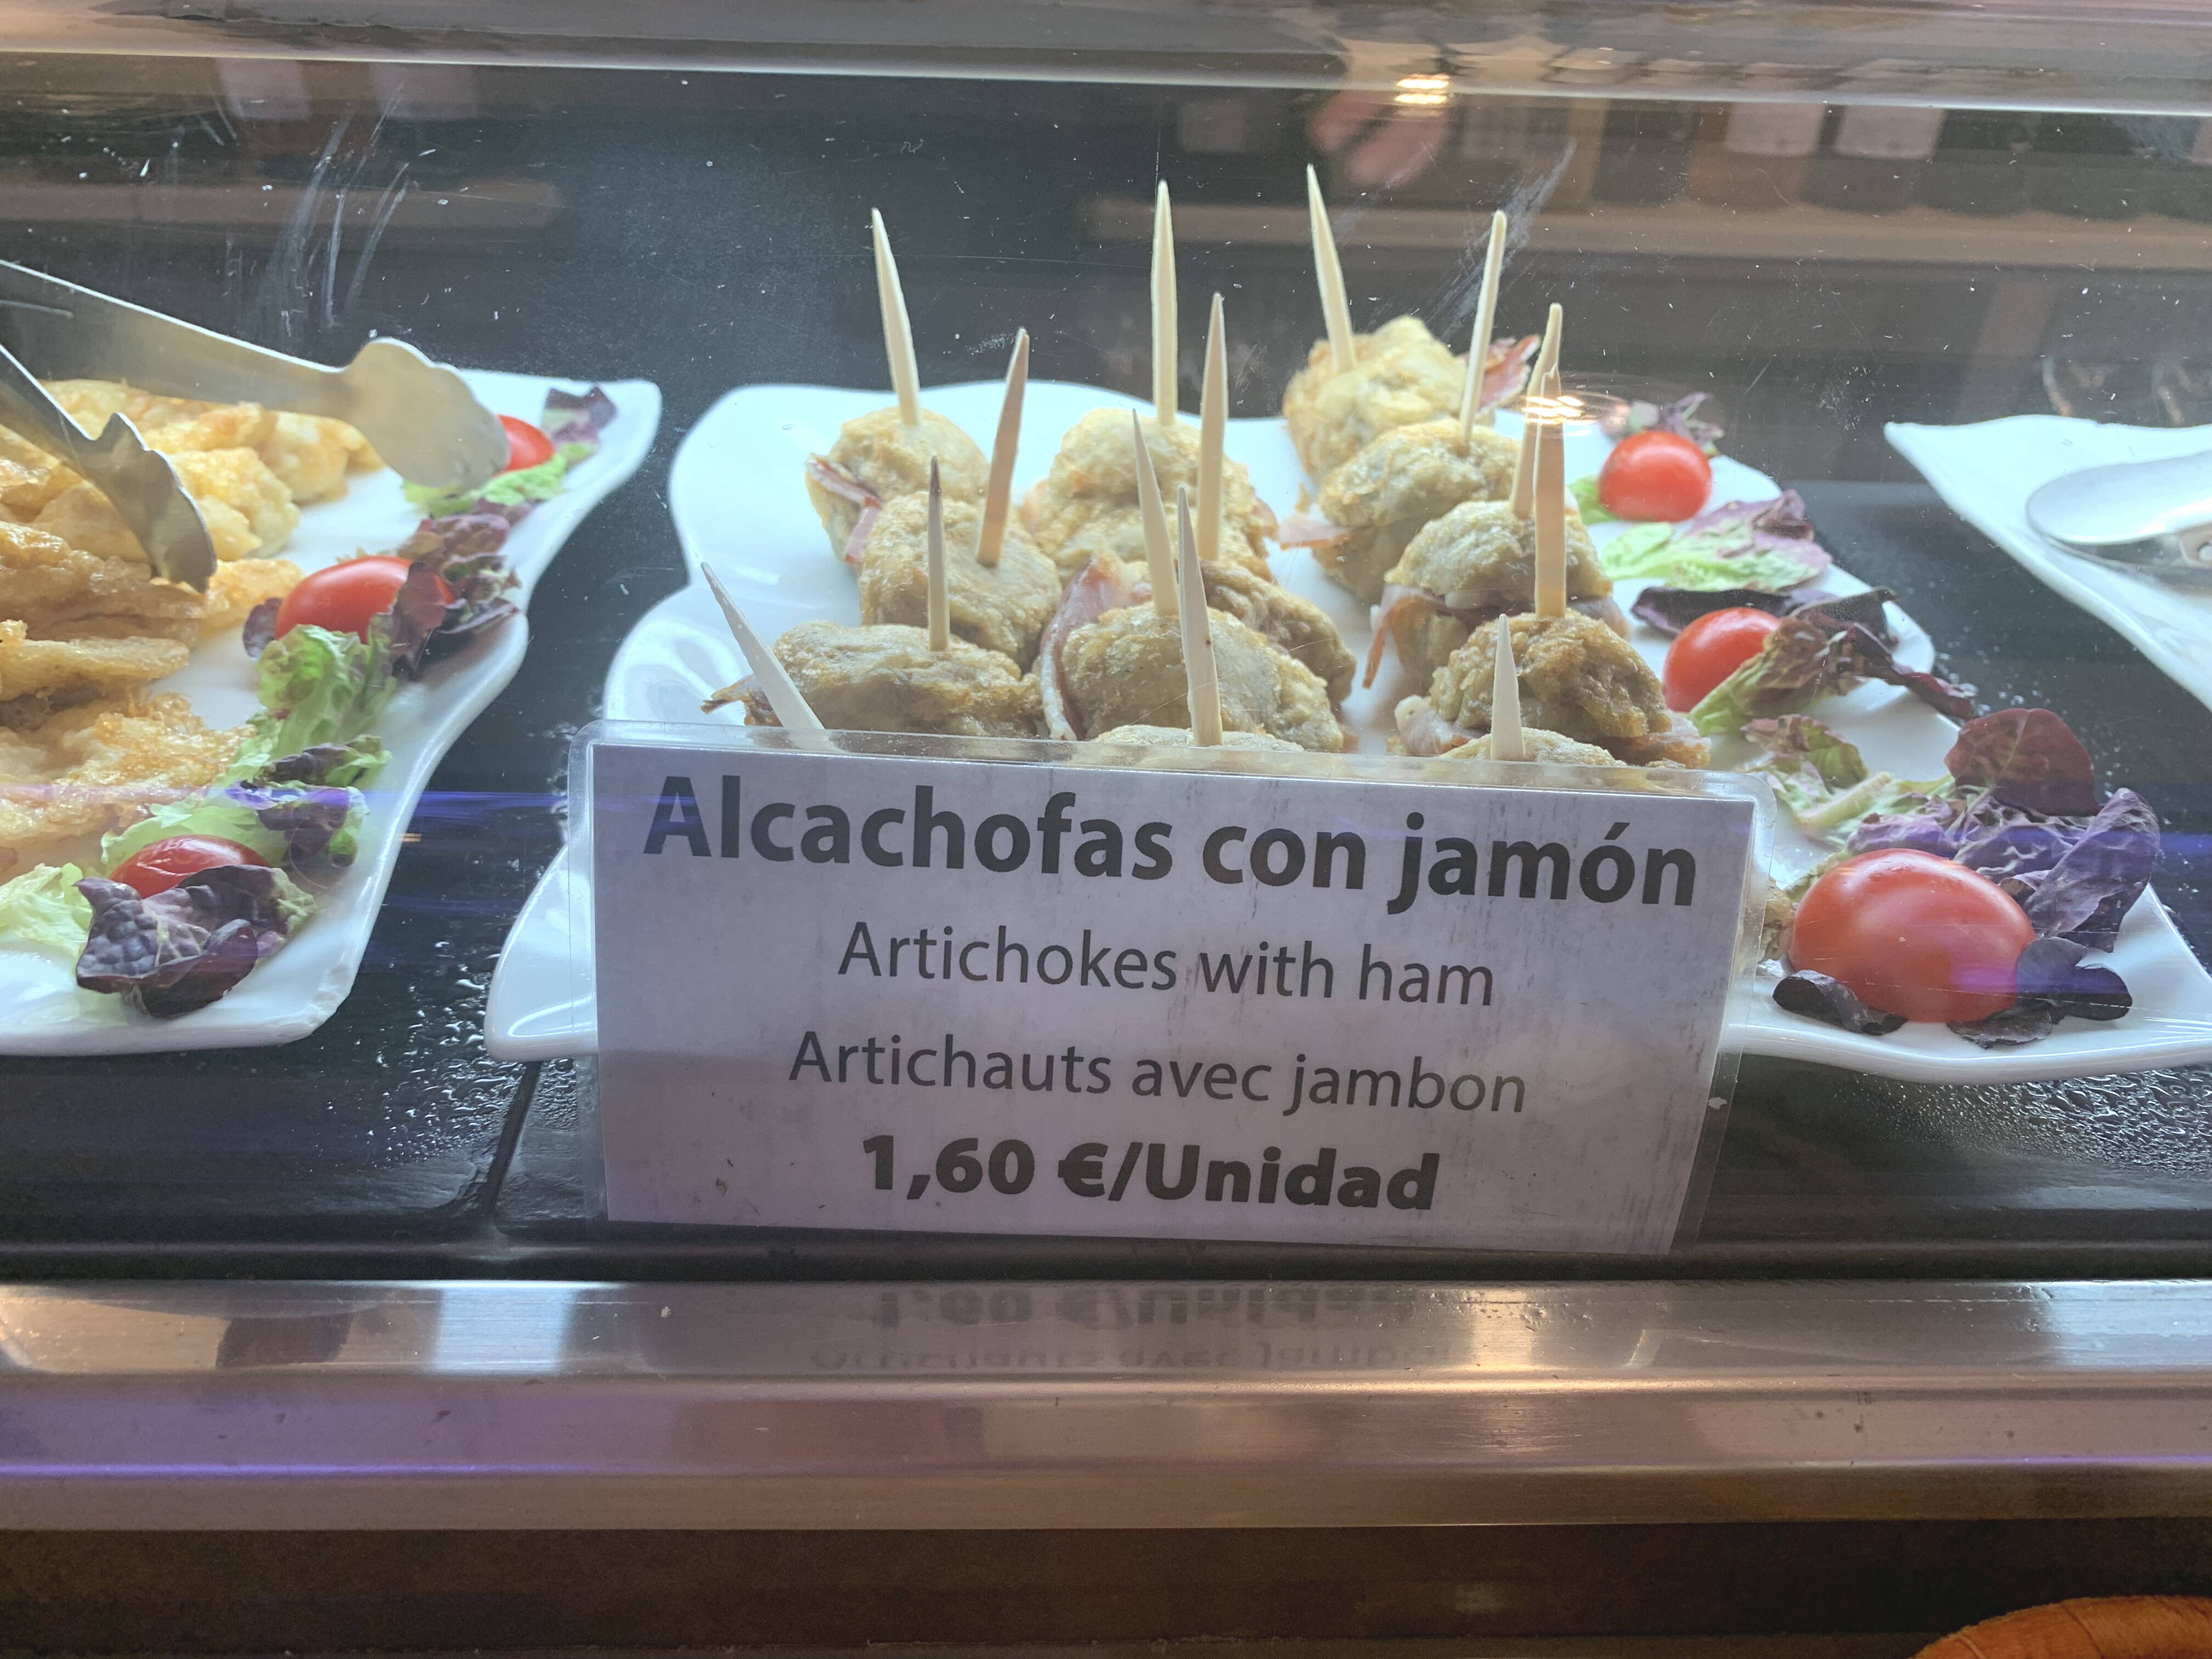 Alcachofas con jamón
Artichokes with ham
Artichauts avec jambon
1,60 €/Unidad